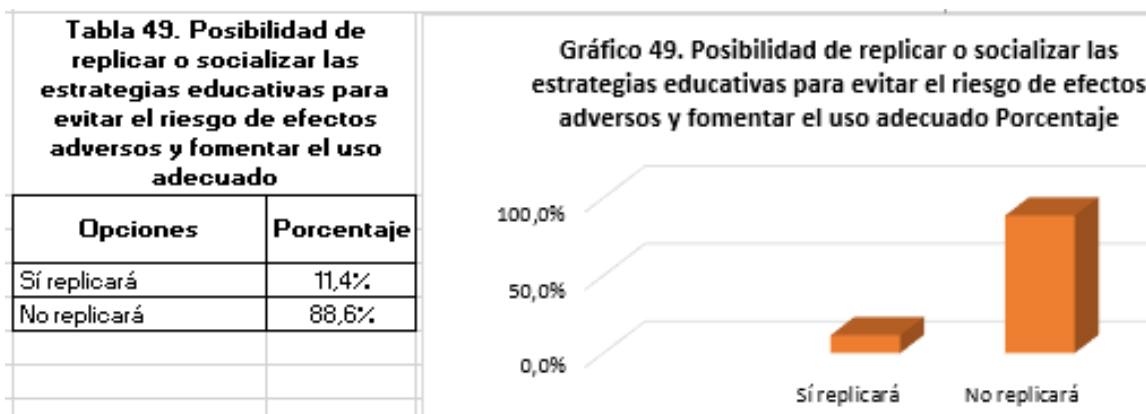 Tabla 49. Posibilidad de
replicar o socializar las
estrategias educativas para
evitar el riesgo de efectos
adversos y fomentar el uso
adecuado
Opciones Porcentaje
Sí replicará 11,4%
No replicará 88,6%
Gráfico 49. Posibilidad de replicar o socializar las
estrategias educativas para evitar el riesgo de efectos
adversos y fomentar el uso adecuado Porcentaje
100,0%
50,0%
0,0%
Sí replicará No replicará